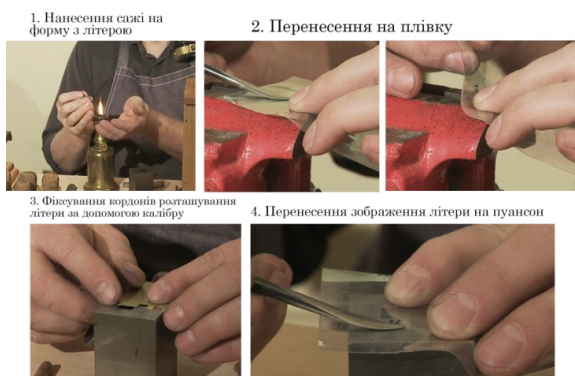 1. Нанесення сажі на
форму з літерою
2. Перенесення на плівку
3. Фіксування кордонів розташування
літери за допомогою калібру
4. Перенесення зображення літери на пуансон